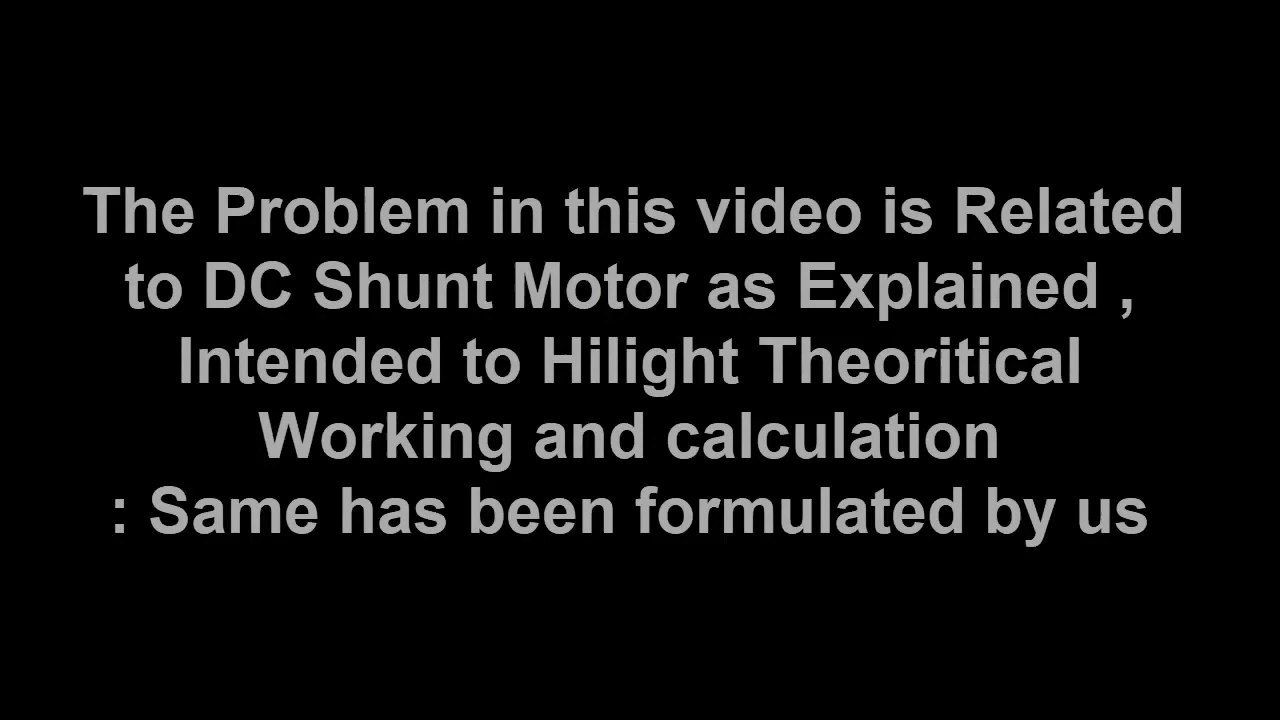 The Problem in this video is Related
to DC Shunt Motor as Explained ,
Intended to Hilight Theoritical
Working and calculation
: Same has been formulated by us